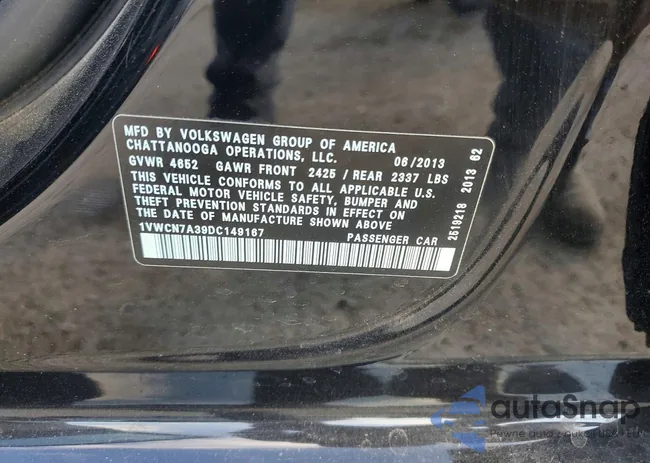 MFD BY VOLKSWAGEN GROUP OF AMERICA
CHATTANOOGA OPERATIONS, LLC. 06/2013
GVWR 4652 GAWR FRONT 2425 / REAR 2337 LBS
THIS VEHICLE CONFORMS TO ALL APPLICABLE U.S.
FEDERAL MOTOR VEHICLE SAFETY, BUMPER AND
THEFT PREVENTION STANDARDS IN EFFECT ON
THE DATE OF MANUFACTURE SHOWN ABOVE
1VWCN7A39DC149167 PASSENGER CAR
2519218 2013 62
autoSnap